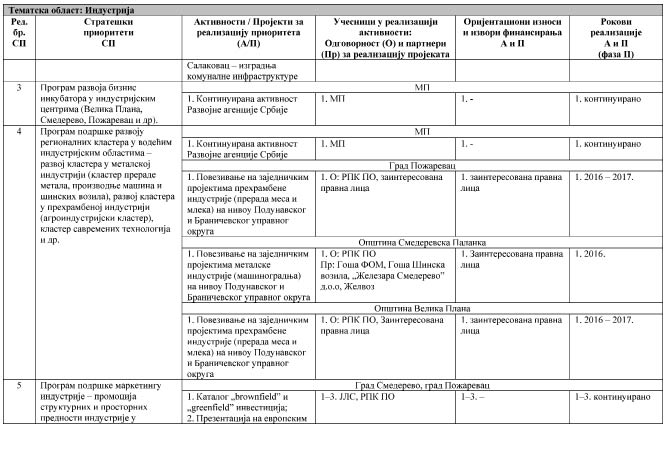 Тематска област: Индустрија
Рел. бр. СП
Стратешки приоритети СП
Активности / Пројекти за реализацију приоритета (А/П)
Учесници у реализацији активности: Одговорност (О) и партнери (Пр) за реализацију пројеката
Оријентациони износи и извори финансирања А и П
Рокови реализације А и П (фаза II)
Салаковац – изградња
комуналне инфраструктуре
3
Програм развоја бизнис
инкубатора у индустријским
центрима (Велика Плана,
Смедерево, Пожаревац и др).
МП
1. Континуирана активност
Развојне агенције Србије
1. МП
1. -
1. континуирано
4
Програм подршке развоју
регионалних кластера у водећим
индустријским областима –
развој кластера у металској
индустрији (кластер прераде
метала, производње машина и
шинских возила), развој кластера
у прехрамбеној индустрији
(агроиндустријски кластер),
кластер савремених технологија
и др.
МП
1. Континуирана активност
Развојне агенције Србије
1. МП
1. -
1. континуирано
Град Пожаревац
1. Повезивање на заједничким
пројектима прехрамбене
индустрије (прерада меса и
млека) на нивоу Подунавског
и Браничевског управног
округа
1. О: РПК ПО, заинтересована
правна лица
1. заинтересована правна
лица
1. 2016 – 2017.
Општина Смедеревска Паланка
1. Повезивање на заједничким
пројектима металске
индустрије (машиноградња)
на нивоу Подунавског и
Браничевског управног округа
1. О: РПК ПО
Пр: Гоша ФОМ, Гоша Шинска
возила, „Железара Смедерево”
д.о.о, Желвоз
1. Заинтересована правна
лица
1. 2016.
Општина Велика Плана
1. Повезивање на заједничким
пројектима прехрамбене
индустрије (прерада меса и
млека) на нивоу Подунавског
и Браничевског управног
округа
1. О: РПК ПО, Заинтересована
правна лица
1. заинтересована правна
лица
1. 2016 – 2017.
5
Програм подршке маркетингу
индустрије – промоција
структурних и просторних
предности индустрије у
Град Смедерево, град Пожаревац
1. Каталог „brownfield” и
„greenfield” инвестиција;
2. Презентација на европским
1–3. ЈЛС, РПК ПО
1–3. –
1–3. континуирано